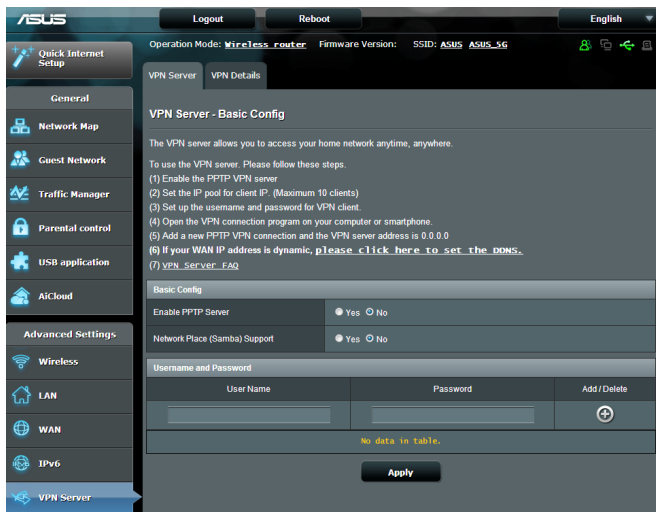 ASUS
Logout Reboot English
Quick Internet Setup
Operation Mode: Wireless router Firmware Version: SSID: ASUS ASUS_5G
VPN Server VPN Details
General
Network Map
Guest Network
Traffic Manager
Parental control
USB application
AiCloud
Advanced Settings
Wireless
LAN
WAN
IPv6
VPN Server
VPN Server - Basic Config
The VPN server allows you to access your home network anytime, anywhere.
To use the VPN server. Please follow these steps.
(1) Enable the PPTP VPN server
(2) Set the IP pool for client IP. (Maximum 10 clients)
(3) Set up the username and password for VPN client.
(4) Open the VPN connection program on your computer or smartphone.
(5) Add a new PPTP VPN connection and the VPN server address is 0.0.0.0
(6) If your WAN IP address is dynamic, please click here to set the DDNS.
(7) VPN Server FAQ
Basic Config
Enable PPTP Server Yes No
Network Place (Samba) Support Yes No
Username and Password
User Name Password Add / Delete
No data in table.
Apply